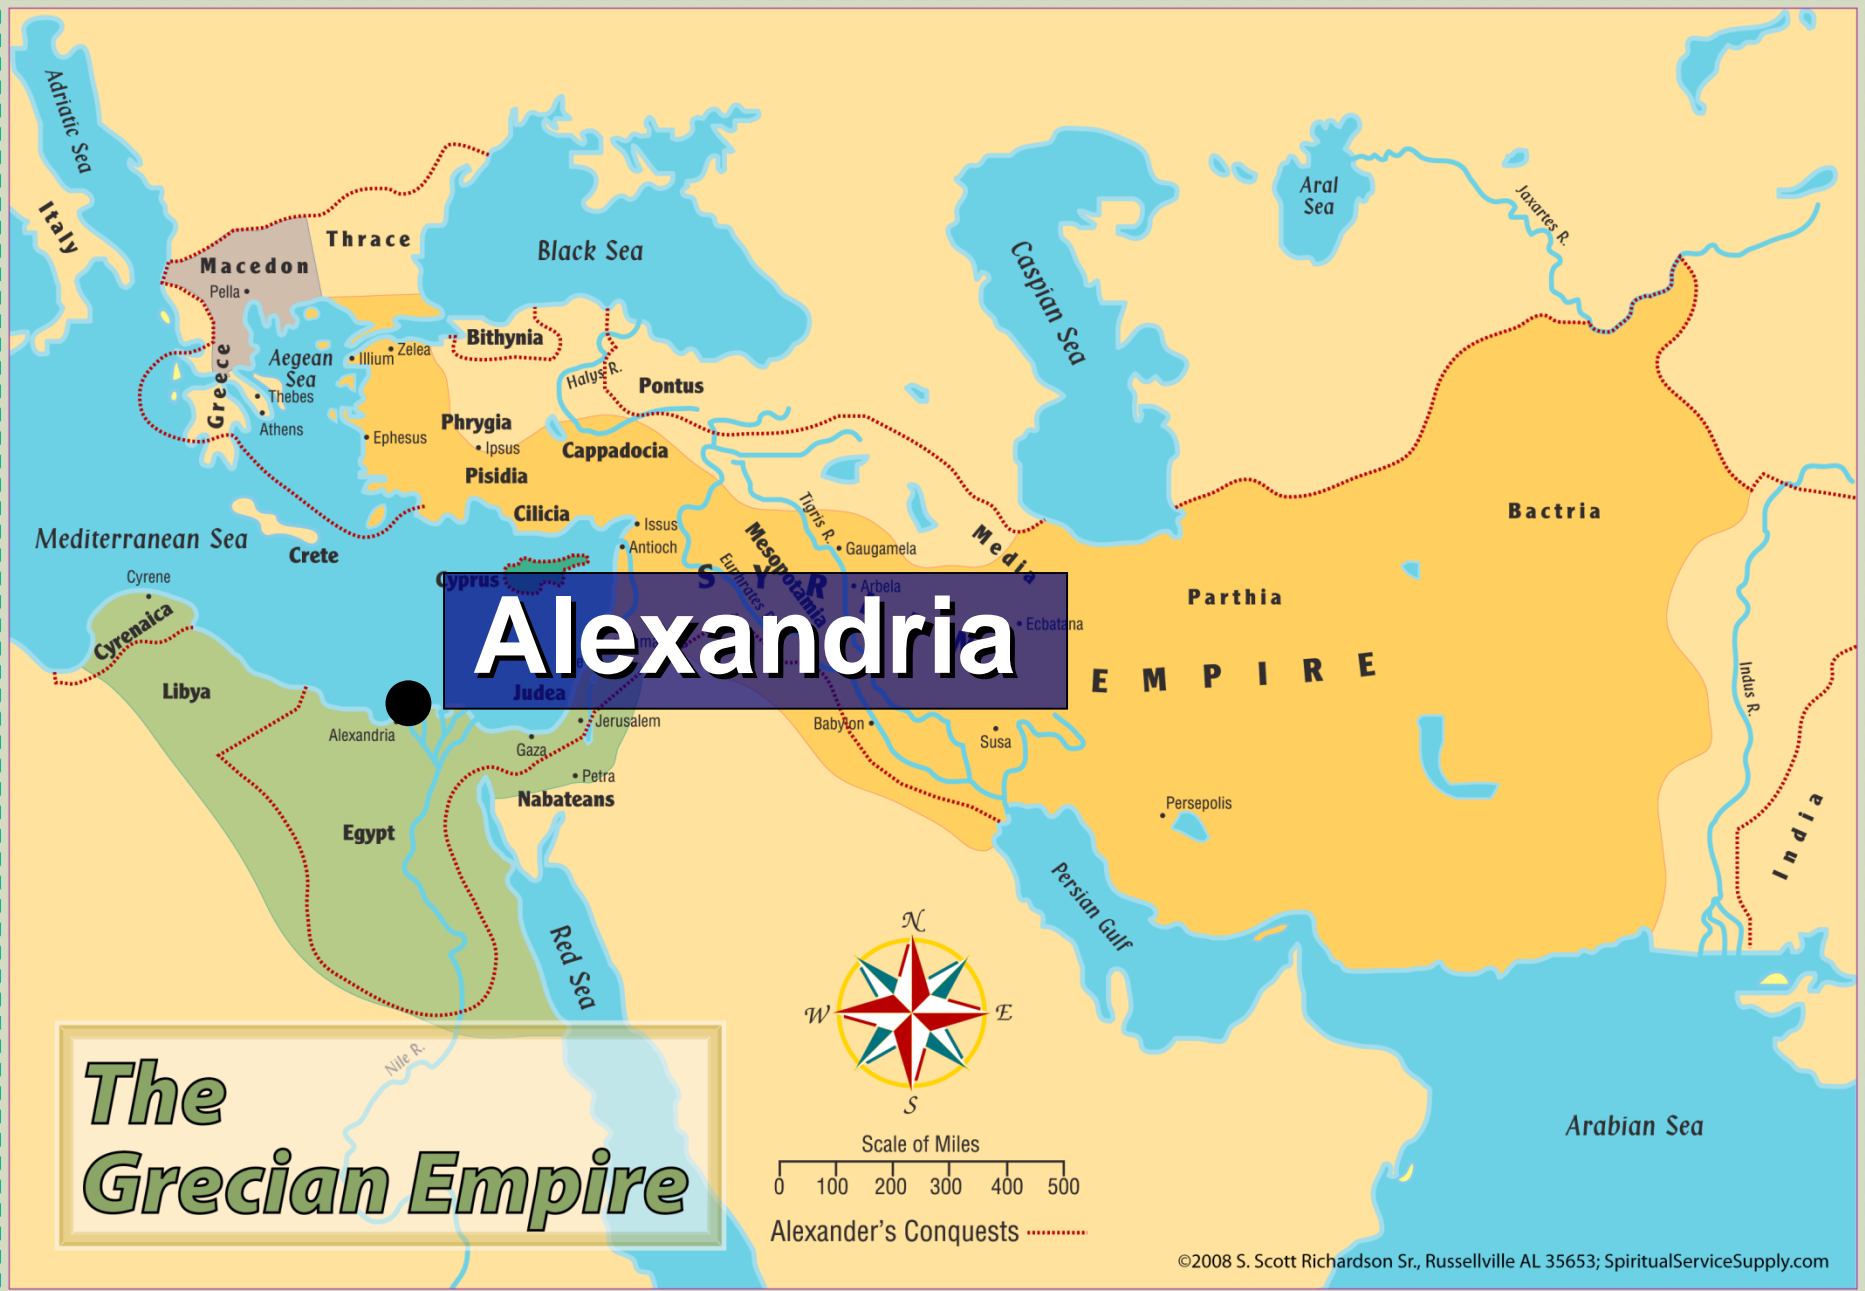 Adriatic Sea
Italy
Macedon
Pella
Thrace
Black Sea
Caspian Sea
Aral
Sea
Jaxartes R.
Greece
Aegean
Sea
Illium
Zelea
Bithynia
Halys R.
Pontus
Thebes
Athens
Ephesus
Phrygia
Ipsus
Pisidia
Cappadocia
Cilicia
Issus
Antioch
Tigris R.
Gaugamela
Media
Mesopotamia
Euphrates
Bactria
Mediterranean Sea
Crete
Cyprus
Cyrene
Cyrenaica
SYR
Arbela
Ecbatana
Parthia
EMPIRE
Alexandria
Libya
Judea
Alexandria
Jerusalem
Gaza
Babylon
Susa
Petra
Nabateans
Egypt
Persepolis
Indus R.
India
Persian Gulf
Red Sea
Nile R.
The
Grecian Empire
N
W
E
S
Scale of Miles
0 100 200 300 400 500
Alexander's Conquests
Arabian Sea
©2008 S. Scott Richardson Sr., Russellville AL 35653; SpiritualServiceSupply.com